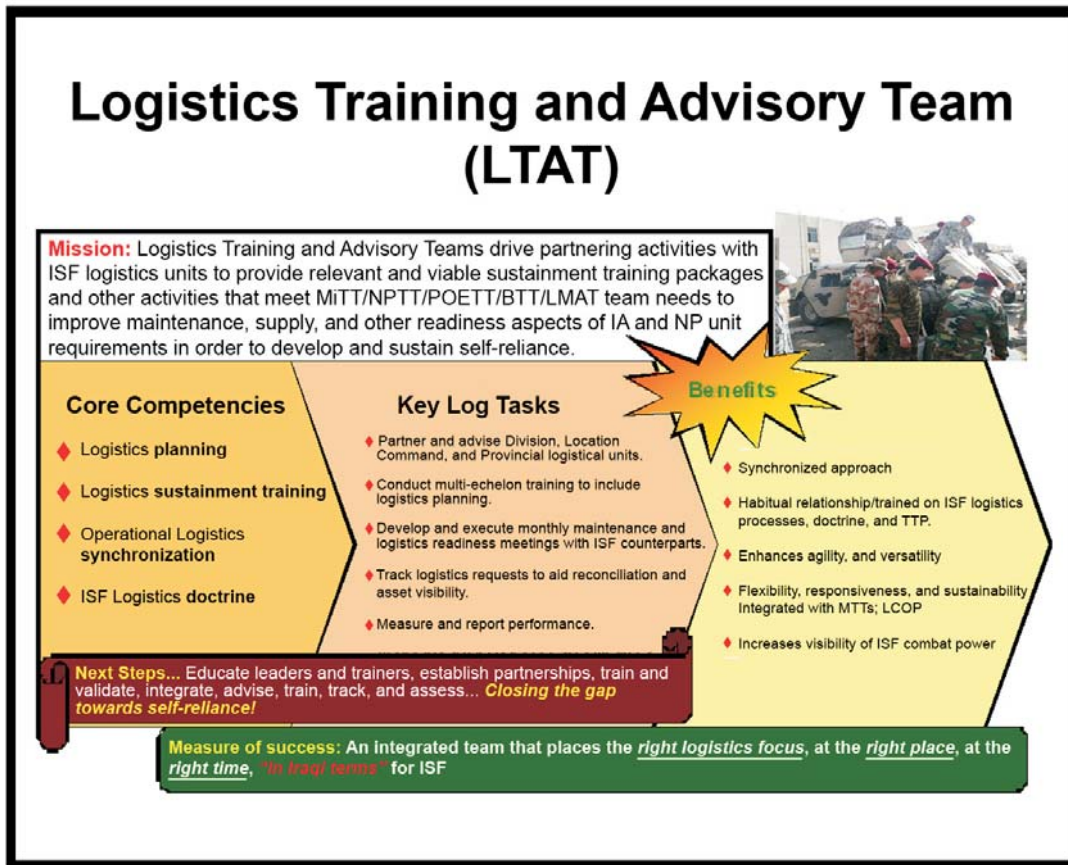 Logistics Training and Advisory Team
(LTAT)
Mission: Logistics Training and Advisory Teams drive partnering activities with
ISF logistics units to provide relevant and viable sustainment training packages
and other activities that meet MiTT/NPTT/POETT/BTT/LMAT team needs to
improve maintenance, supply, and other readiness aspects of IA and NP unit
requirements in order to develop and sustain self-reliance.
Core Competencies
♦ Logistics planning
♦ Logistics sustainment training
♦ Operational Logistics
synchronization
♦ ISF Logistics doctrine
Key Log Tasks
♦ Partner and advise Division, Location
Command, and Provincial logistical units.
♦ Conduct multi-echelon training to include
logistics planning.
♦ Develop and execute monthly maintenance and
logistics readiness meetings with ISF counterparts.
♦ Track logistics requests to aid reconciliation and
asset visibility.
♦ Measure and report performance.
Benefits
♦ Synchronized approach
♦ Habitual relationship/trained on ISF logistics
processes, doctrine, and TTP.
♦ Enhances agility, and versatility
♦ Flexibility, responsiveness, and sustainability
Integrated with MTTs; LCOP
♦ Increases visibility of ISF combat power
Next Steps... Educate leaders and trainers, establish partnerships, train and
validate, integrate, advise, train, track, and assess... Closing the gap
towards self-reliance!
Measure of success: An integrated team that places the right logistics focus, at the right place, at the
right time, "in Iraqi terms" for ISF